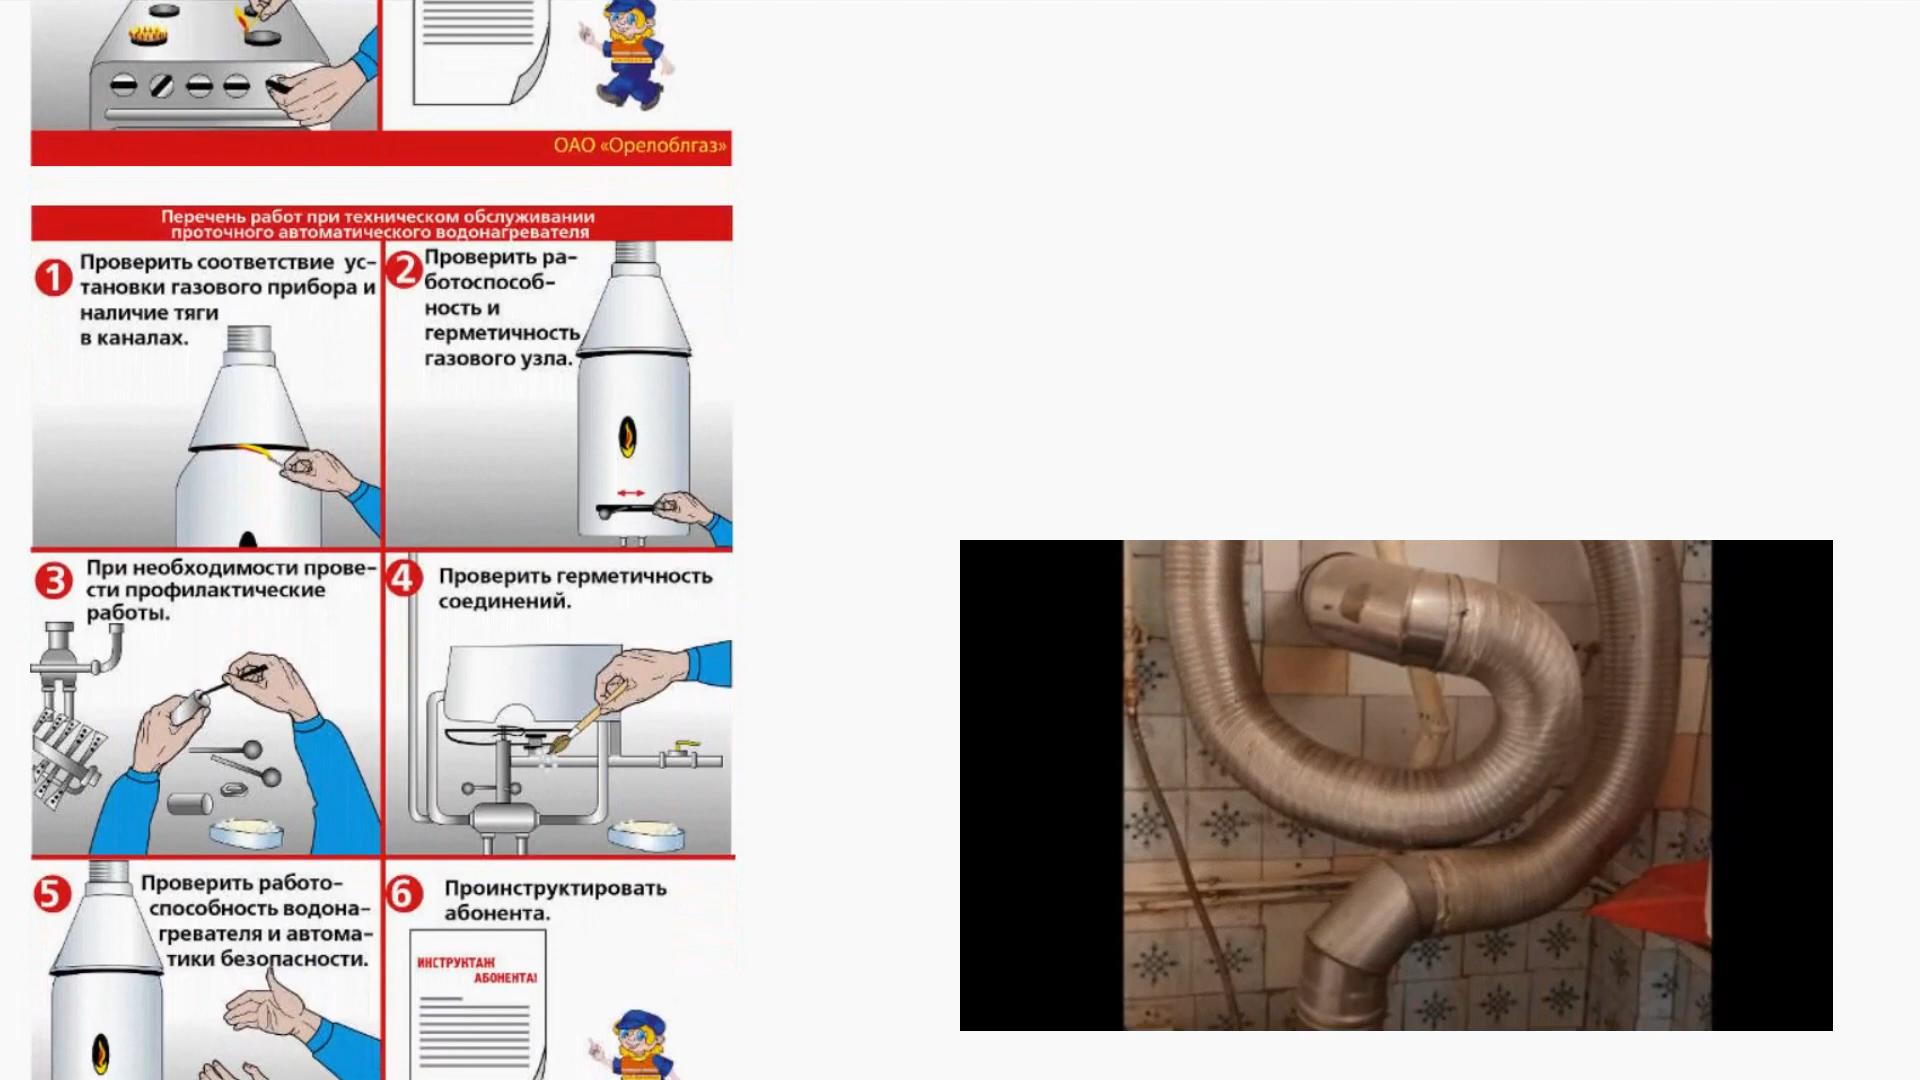 ОАО «Орелоблгаз»
Перечень работ при техническом обслуживании
проточного автоматического водонагревателя
1
Проверить соответствие ус-
тановки газового прибора и
наличие тяги
в каналах.
2
Проверить ра-
ботоспособ-
ность и
герметичность
газового узла.
3
При необходимости прове-
сти профилактические
работы.
4
Проверить герметичность
соединений.
5
Проверить работо-
способность водона-
гревателя и автома-
тики безопасности.
6
Проинструктировать
абонента.
ИНСТРУКТАЖ
АБОНЕНТА!